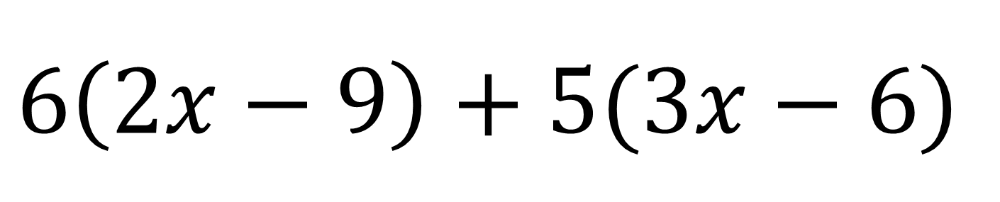 6(2x − 9) + 5(3x − 6)